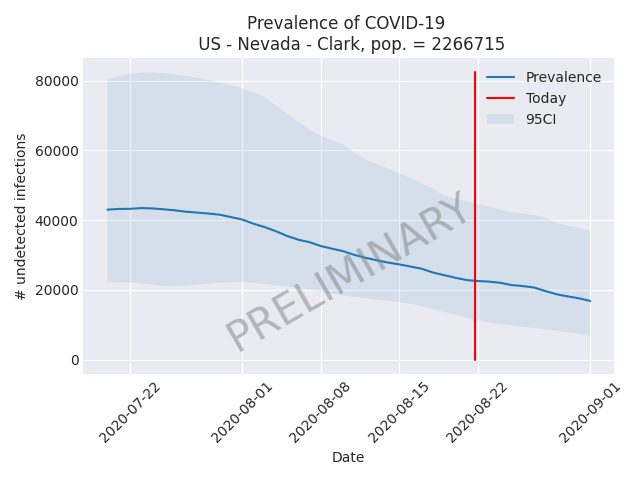 Prevalence of COVID-19
US - Nevada - Clark, pop. = 2266715
80000
60000
40000
20000
0
# undetected infections
Prevalence
Today
95CI
PRELIMINARY
2020-07-22
2020-08-01
2020-08-08
2020-08-15
2020-08-22
2020-09-01
Date